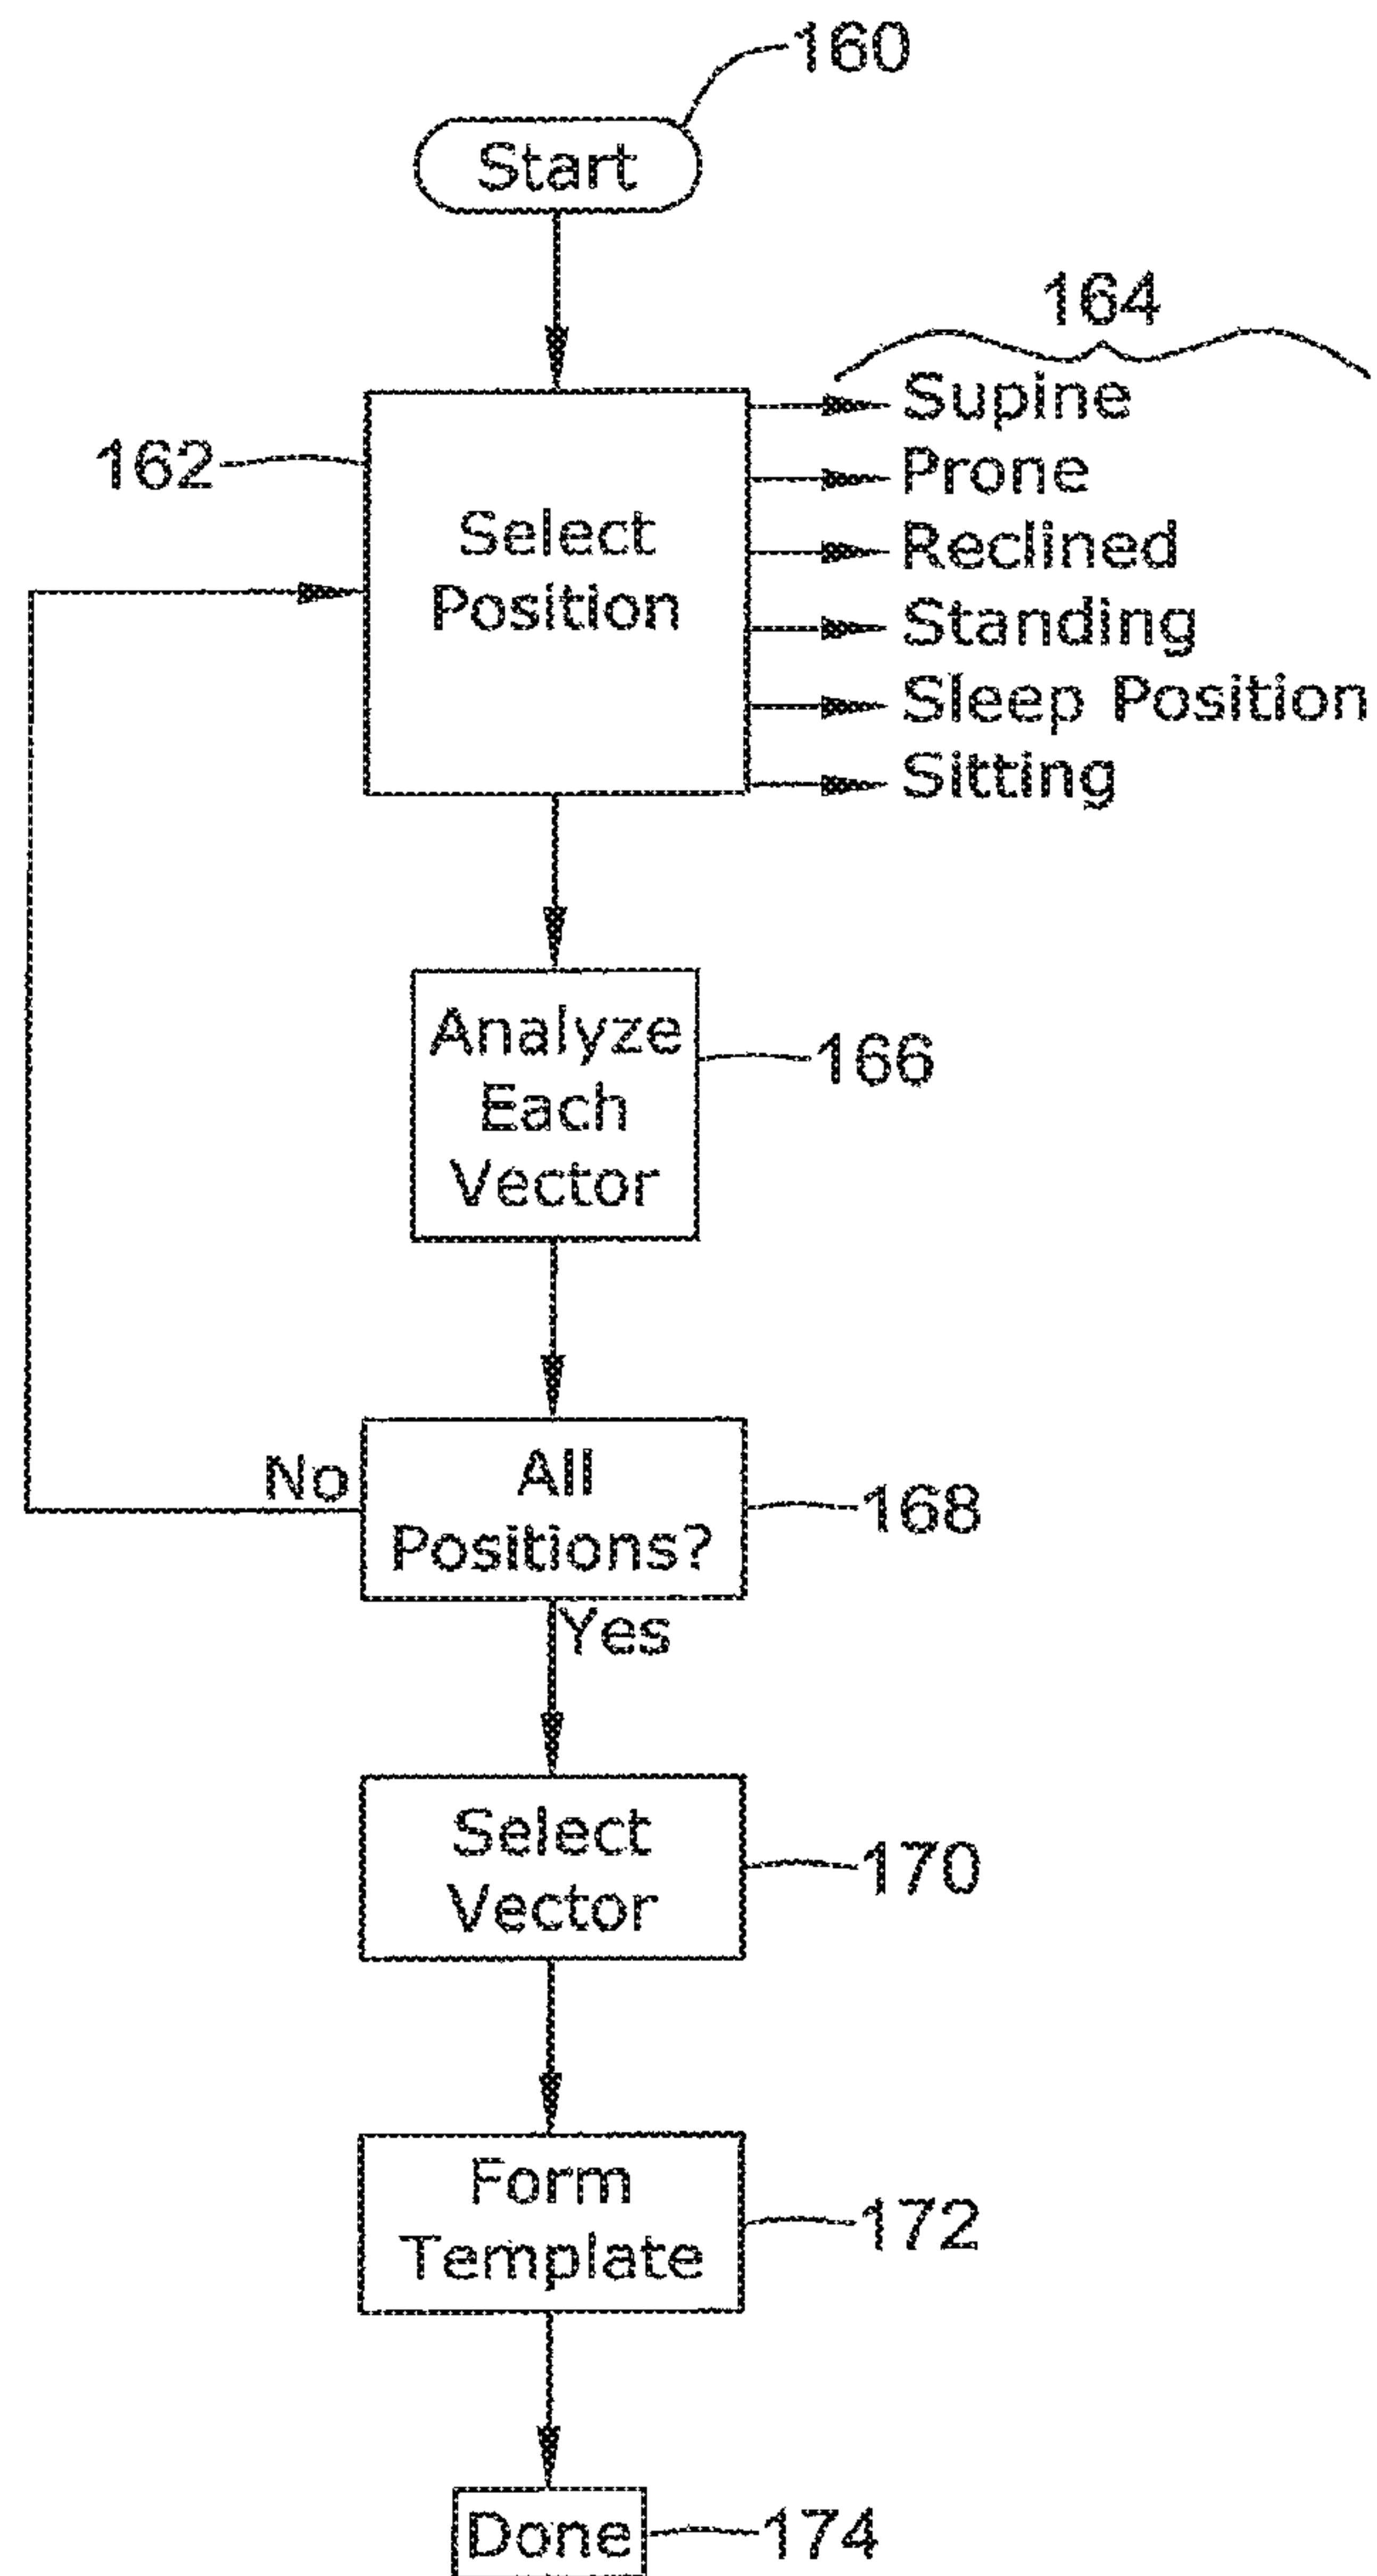 160
Start
164
Supine
162
Prone
Select
Position
Reclined
Standing
Sleep Position
Sitting
Analyze
Each
Vector
166
No
All
Positions?
168
Yes
Select
Vector
170
Form
Template
172
Done
174